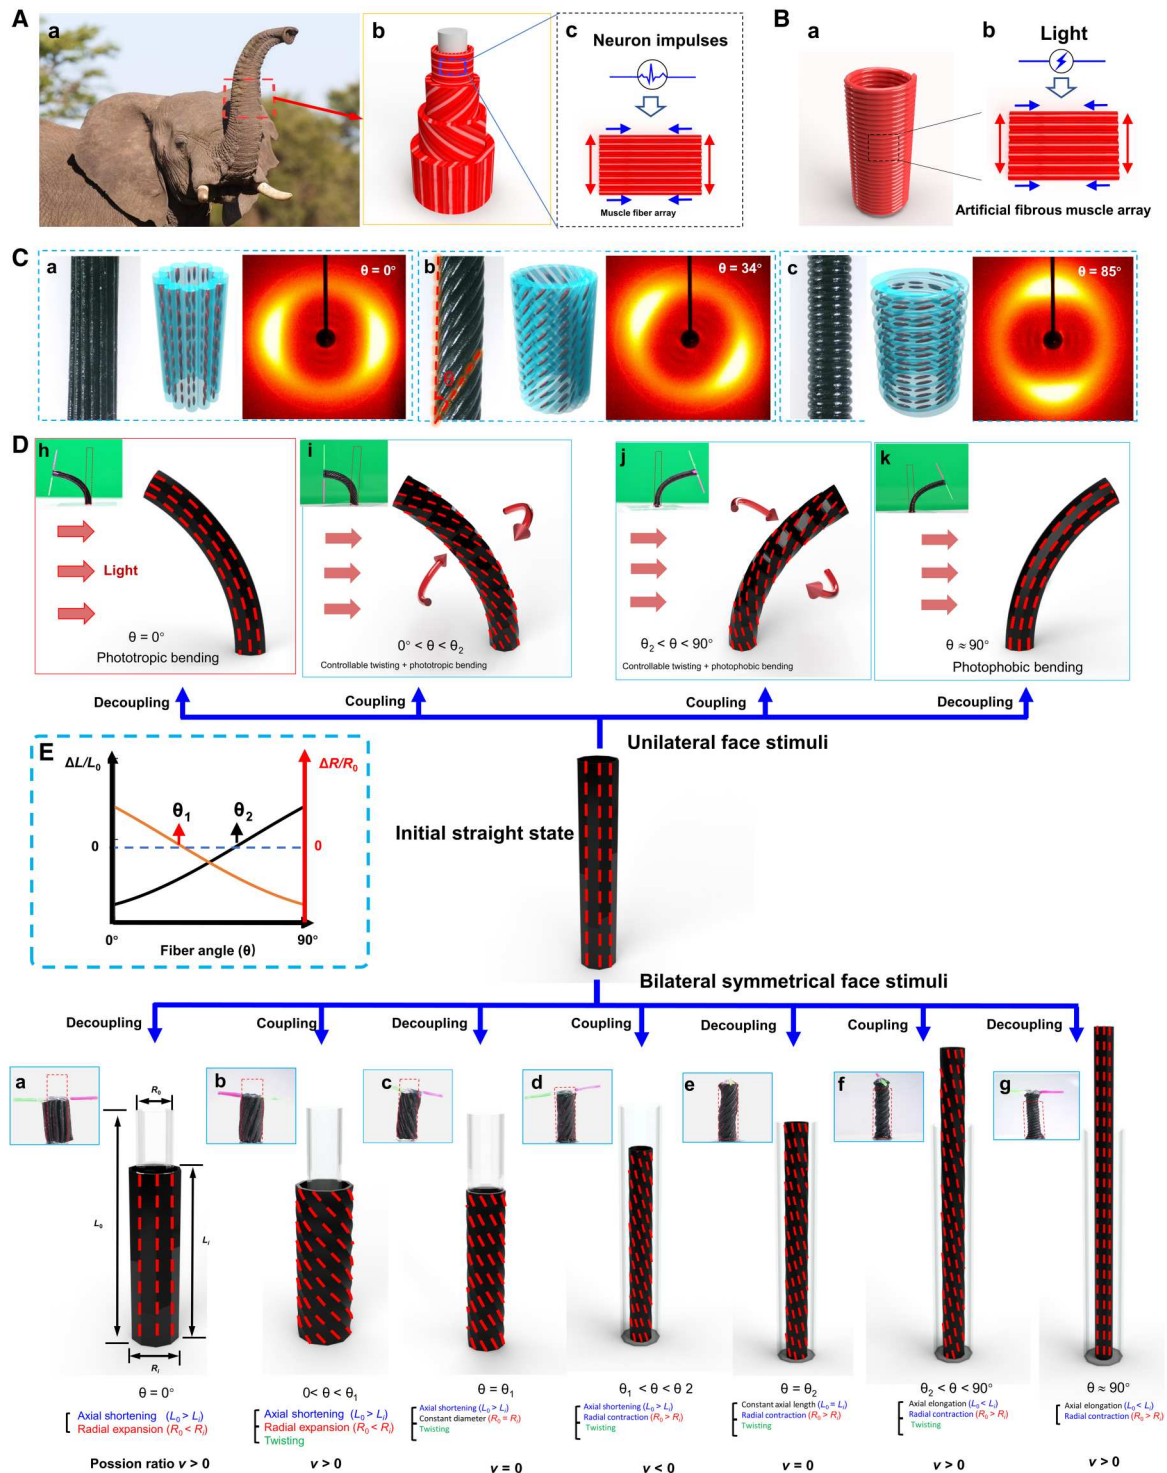 A
a
b
c
Neuron impulses
Muscle fiber array
B
a
b
Light
Artificial fibrous muscle array
C
a
θ = 0°
b
θ
θ = 34°
c
θ = 85°
D
h
Light
θ = 0°
Phototropic bending
i
0° < θ < θ2
Controllable twisting + phototropic bending
j
θ2 < θ < 90°
Controllable twisting + photophobic bending
k
θ ≈ 90°
Photophobic bending
Decoupling
Coupling
Coupling
Decoupling
Unilateral face stimuli
E
ΔL/L0
ΔR/R0
θ1
θ2
0
0
0°
90°
Fiber angle (θ)
Initial straight state
Bilateral symmetrical face stimuli
Decoupling
Coupling
Decoupling
Coupling
Decoupling
Coupling
Decoupling
a
R0
L0
Li
Ri
b
c
d
e
f
g
θ = 0°
Axial shortening (L0 > Li)
Radial expansion (R0 < Ri)
Possion ratio v > 0
0< θ < θ1
Axial shortening (L0 > Li)
Radial expansion (R0 < Ri)
Twisting
v > 0
θ = θ1
Axial shortening (L0 > Li)
Constant diameter (R0 = Ri)
Twisting
v = 0
θ1 < θ < θ 2
Axial shortening (L0 > Li)
Radial contraction (R0 > Ri)
Twisting
v < 0
θ = θ2
Constant axial length (L0 = Li)
Radial contraction (R0 > Ri)
Twisting
v = 0
θ2 < θ < 90°
Axial elongation (L0 < Li)
Radial contraction (R0 > Ri)
Twisting
v > 0
θ ≈ 90°
Axial elongation (L0 < Li)
Radial contraction (R0 > Ri)
v > 0